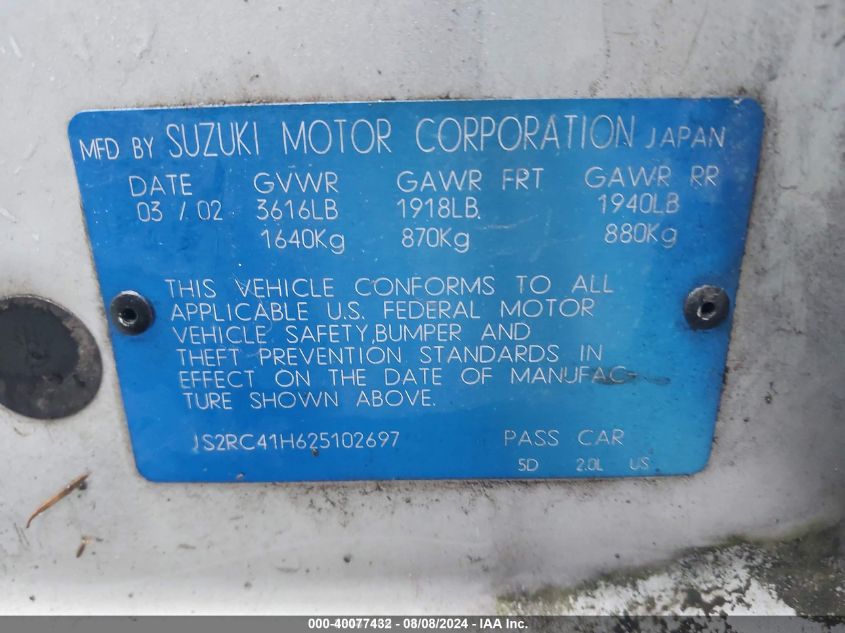 MFD BY SUZUKI MOTOR CORPORATION JAPAN
DATE GVWR GAWR FRT GAWR RR
03 / 02 3616LB 1918LB. 1940LB
1640Kg 870Kg 880Kg
THIS VEHICLE CONFORMS TO ALL
APPLICABLE U.S. FEDERAL MOTOR
VEHICLE SAFETY,BUMPER AND
THEFT PREVENTION STANDARDS IN
EFFECT ON THE DATE OF MANUFAC-
TURE SHOWN ABOVE.
JS2RC41H625102697 PASS CAR
5D 2.0L US
000-40077432 - 08/08/2024 - IAA Inc.